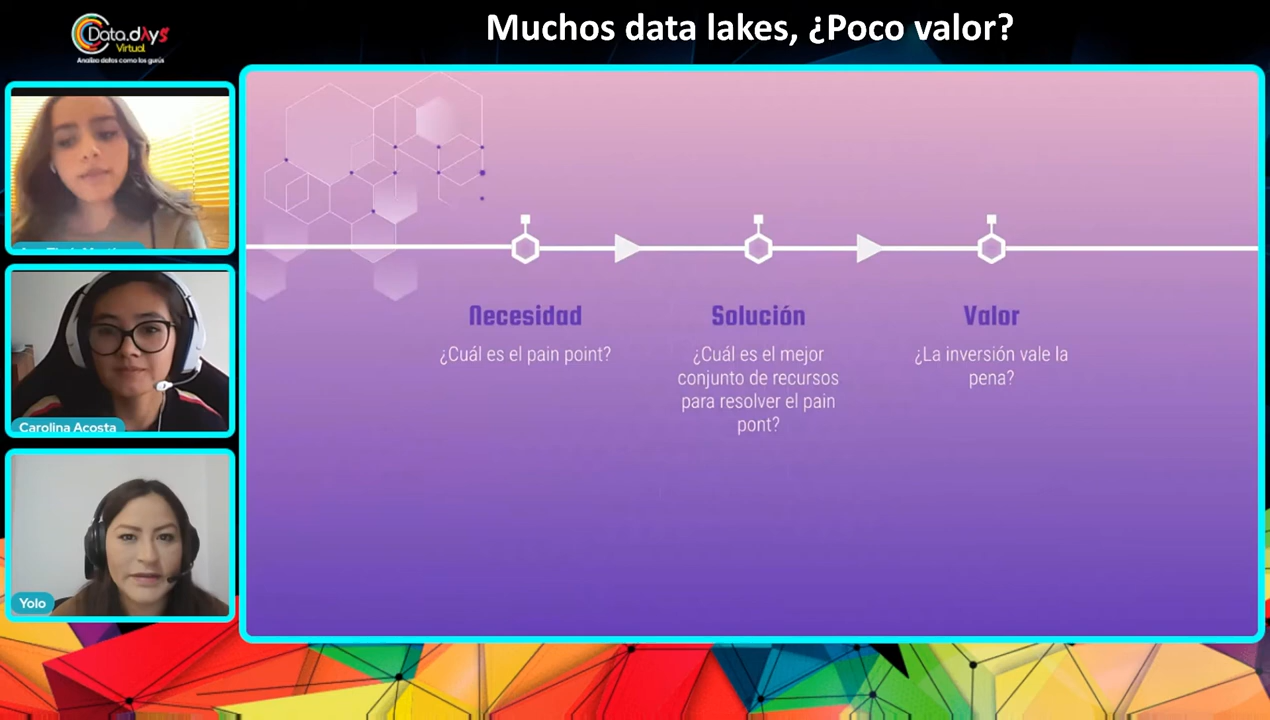 Muchos data lakes, ¿Poco valor?
Data.dAys
Virtual
Analiza datos como los gurús
Carolina Acosta
Yolo
Necesidad
¿Cuál es el pain point?
Solución
¿Cuál es el mejor
conjunto de recursos
para resolver el pain
pont?
Valor
¿La inversión vale la
pena?